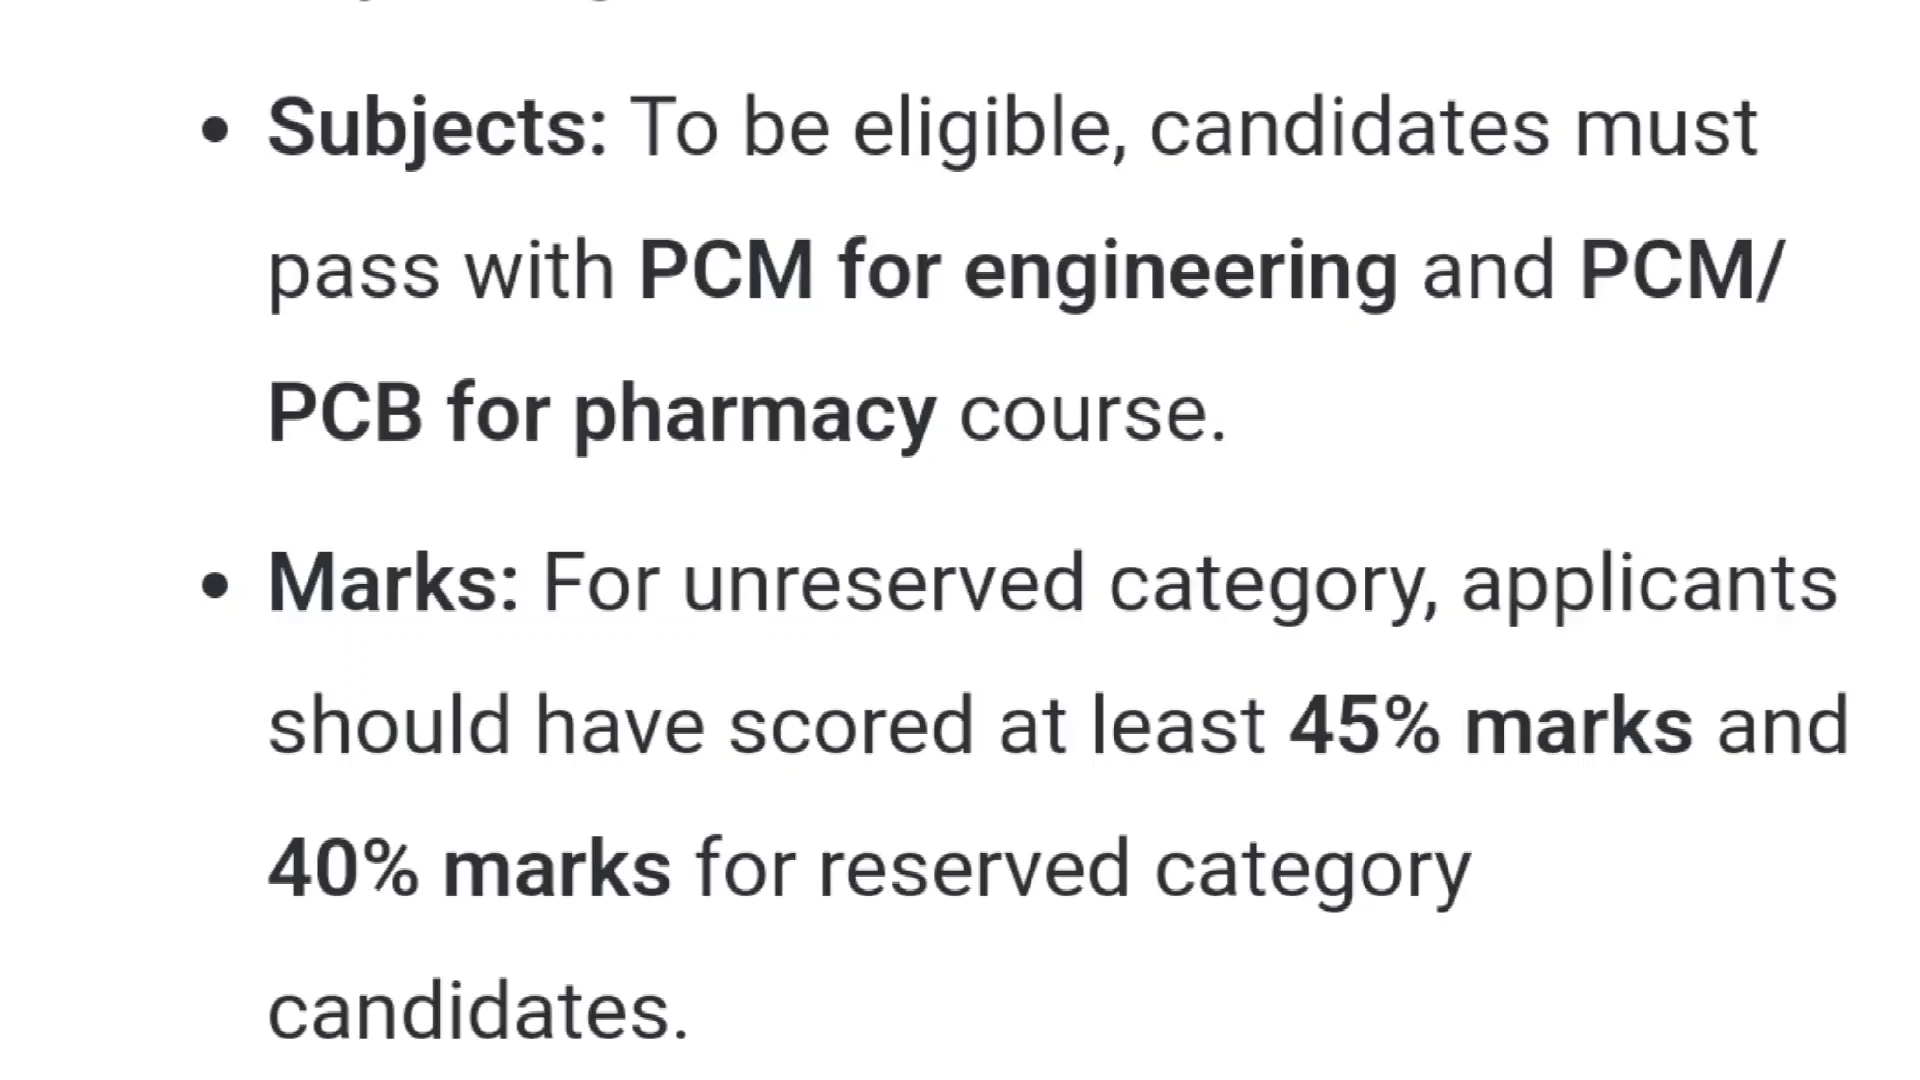 • Subjects: To be eligible, candidates must
pass with PCM for engineering and PCM/
PCB for pharmacy course.
• Marks: For unreserved category, applicants
should have scored at least 45% marks and
40% marks for reserved category
candidates.